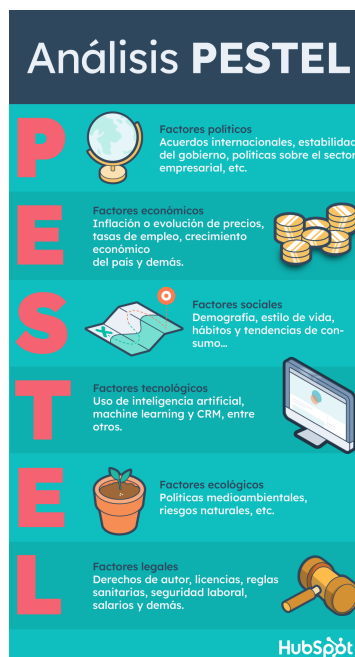 Análisis PESTEL
P
Factores políticos
Acuerdos internacionales, estabilidad
del gobierno, políticas sobre el sector
empresarial, etc.
E
Factores económicos
Inflación o evolución de precios,
tasas de empleo, crecimiento
económico
del país y demás.
S
Factores sociales
Demografía, estilo de vida,
hábitos y tendencias de con-
sumo...
T
Factores tecnológicos
Uso de inteligencia artificial,
machine learning y CRM, entre
otros.
E
Factores ecológicos
Políticas medioambientales,
riesgos naturales, etc.
L
Factores legales
Derechos de autor, licencias, reglas
sanitarias, seguridad laboral,
salarios y demás.
HubSpot